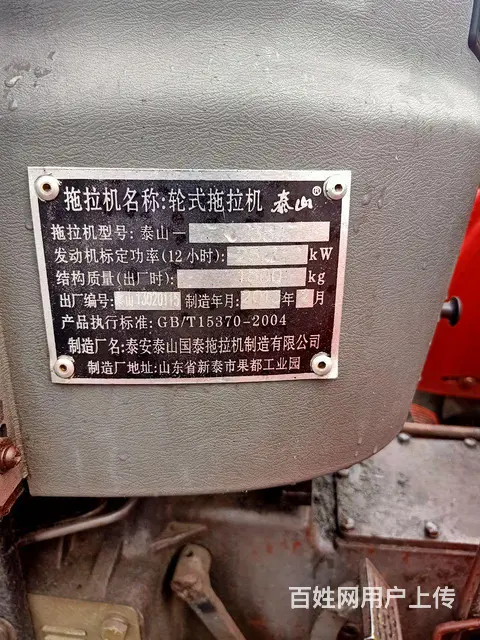 拖拉机名称:轮式拖拉机 泰山®
拖拉机型号:泰山—
发动机标定功率(12小时): kW
结构质量(出厂时): kg
出厂编号: 制造年月: 年 月
产品执行标准:GB/T15370-2004
制造厂名:泰安泰山国泰拖拉机制造有限公司
制造厂地址:山东省新泰市果都工业园
百姓网用户上传